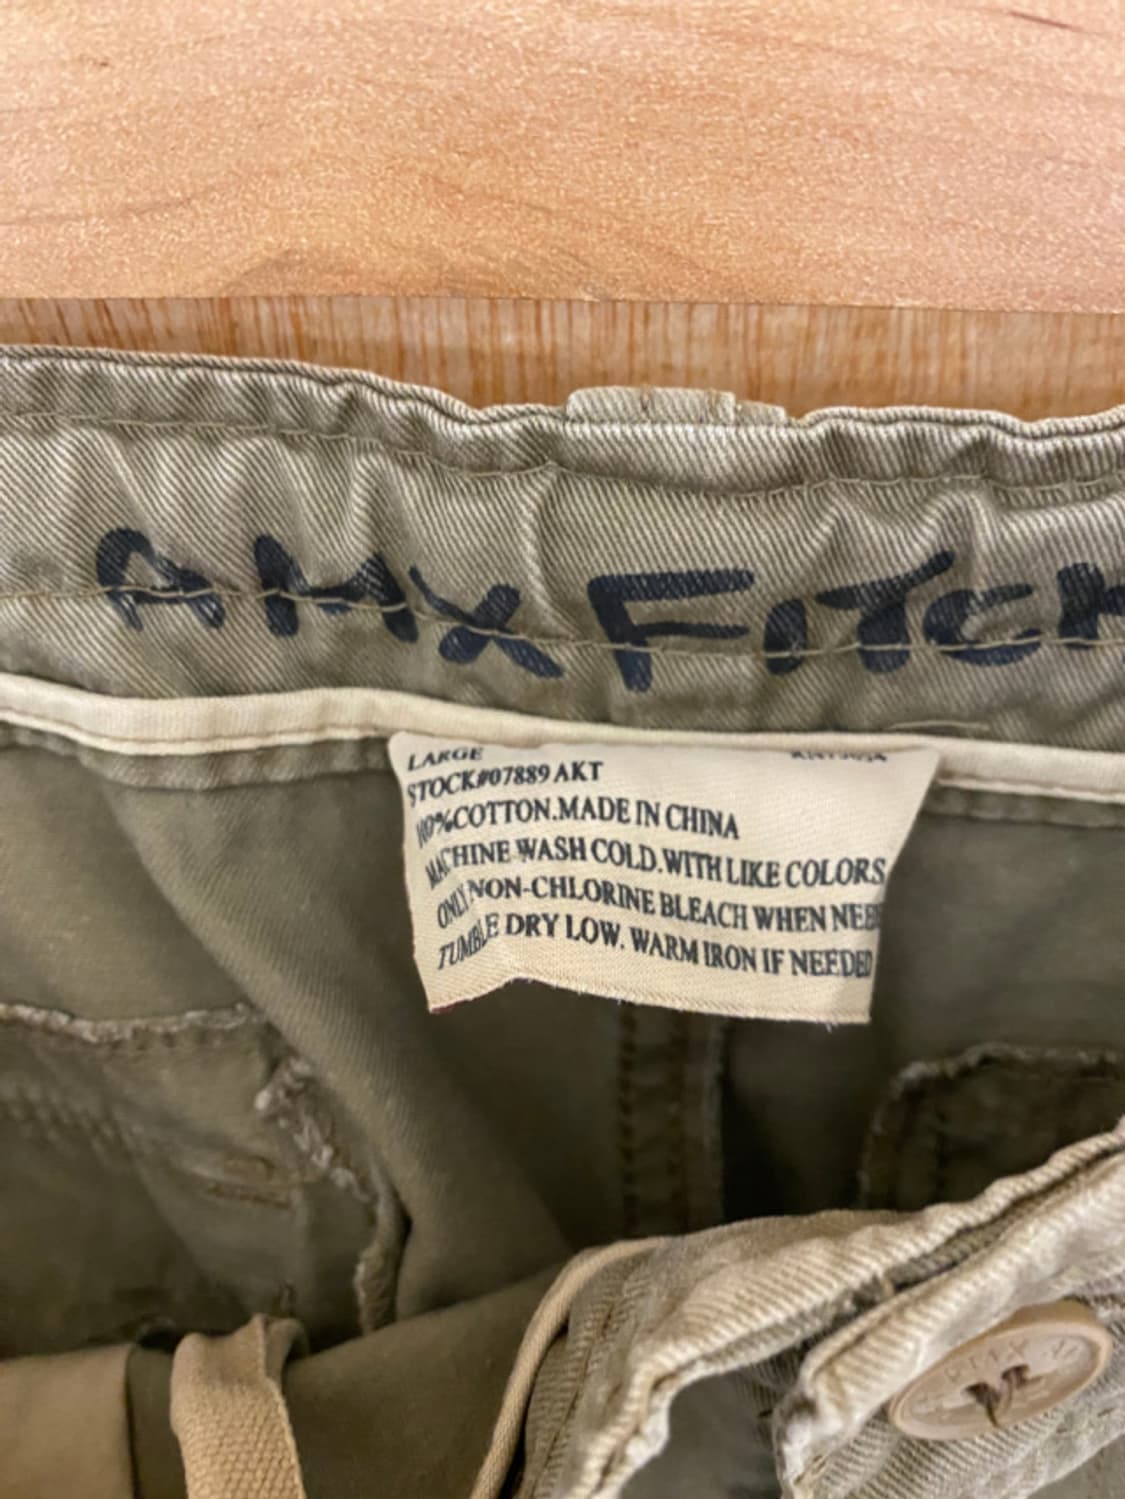 AMX FITCH
LARGE
STOCK#07889 AKT
100%COTTON.MADE IN CHINA
MACHINE WASH COLD.WITH LIKE COLORS
ONLY NON-CHLORINE BLEACH WHEN NEE
TUMBLE DRY LOW. WARM IRON IF NEEDED